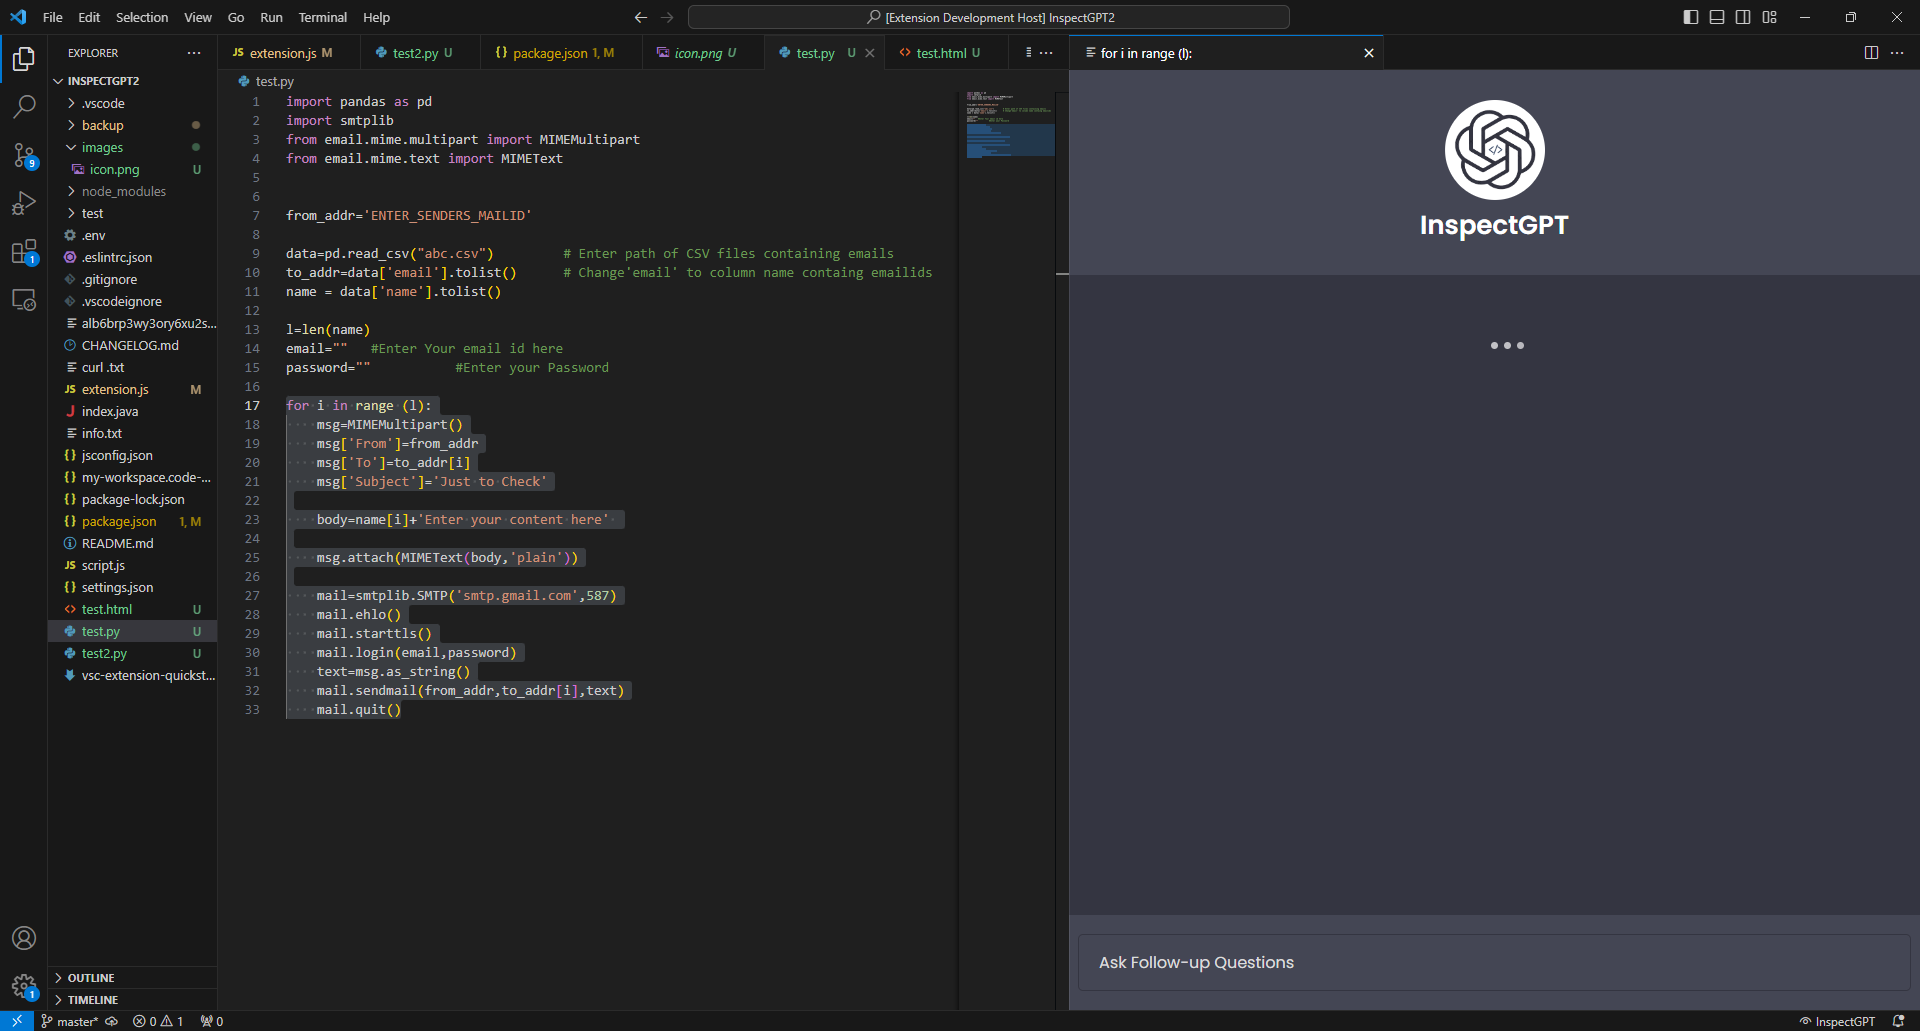 File Edit Selection View Go Run Terminal Help
[Extension Development Host] InspectGPT2
EXPLORER
INSPECTGPT2
.vscode
backup
images
icon.png U
node_modules
test
.env
.eslintrc.json
.gitignore
.vscodeignore
alb6brp3wy3ory6xu2s...
CHANGELOG.md
curl .txt
extension.js M
index.java
info.txt
jsconfig.json
my-workspace.code-...
package-lock.json
package.json 1, M
README.md
script.js
settings.json
test.html U
test.py U
test2.py U
vsc-extension-quickst...
OUTLINE
TIMELINE
9
1
1
extension.js M
test2.py U
package.json 1, M
icon.png U
test.py U
test.html U
test.py
1 import pandas as pd
2 import smtplib
3 from email.mime.multipart import MIMEMultipart
4 from email.mime.text import MIMEText
5
6
7 from_addr='ENTER_SENDERS_MAILID'
8
9 data=pd.read_csv("abc.csv") # Enter path of CSV files containing emails
10 to_addr=data['email'].tolist() # Change'email' to column name containg emailids
11 name = data['name'].tolist()
12
13 l=len(name)
14 email="" #Enter Your email id here
15 password="" #Enter your Password
16
17 for i in range (l):
18 msg=MIMEMultipart()
19 msg['From']=from_addr
20 msg['To']=to_addr[i]
21 msg['Subject']='Just to Check'
22
23 body=name[i]+'Enter your content here'
24
25 msg.attach(MIMEText(body,'plain'))
26
27 mail=smtplib.SMTP('smtp.gmail.com',587)
28 mail.ehlo()
29 mail.starttls()
30 mail.login(email,password)
31 text=msg.as_string()
32 mail.sendmail(from_addr,to_addr[i],text)
33 mail.quit()
for i in range (l):
InspectGPT
Ask Follow-up Questions
master* 0 1 0
InspectGPT